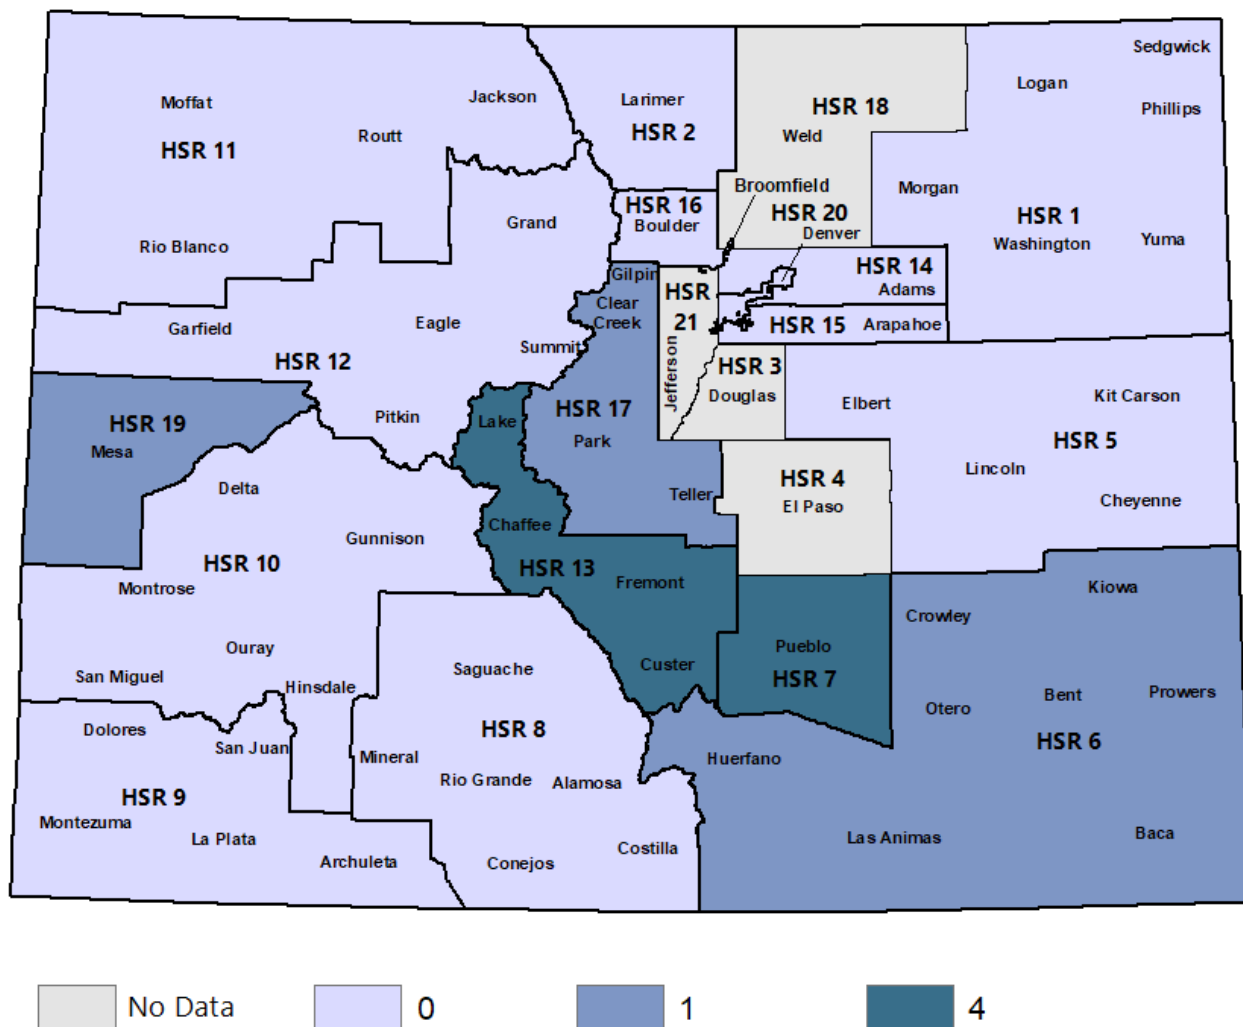 Sedgwick
Logan
Jackson
Larimer
Moffat
HSR 18
Phillips
HSR 2
Routt
Weld
HSR 11
Broomfield
Morgan
HSR 16
HSR 20
HSR 1
Grand
Boulder
Denver
Washington
Yuma
Rio Blanco
Gilpin
HSR 14
Adams
HSR
21
Clear
Creek
HSR 15
Arapahoe
Garfield
Eagle
Summit
HSR 12
Jefferson
HSR 3
Douglas
Kit Carson
Elbert
HSR 17
Pitkin
Lake
HSR 19
Mesa
Park
HSR 5
Lincoln
HSR 4
El Paso
Delta
Teller
Cheyenne
Chaffee
Gunnison
HSR 10
HSR 13
Fremont
Montrose
Kiowa
Crowley
Ouray
Pueblo
HSR 7
Saguache
Custer
San Miguel
Hinsdale
Bent
Prowers
Otero
Dolores
San Juan
HSR 8
HSR 6
Mineral
Huerfano
Rio Grande
Alamosa
HSR 9
Montezuma
La Plata
Las Animas
Baca
Costilla
Archuleta
Conejos
No Data
0
1
4